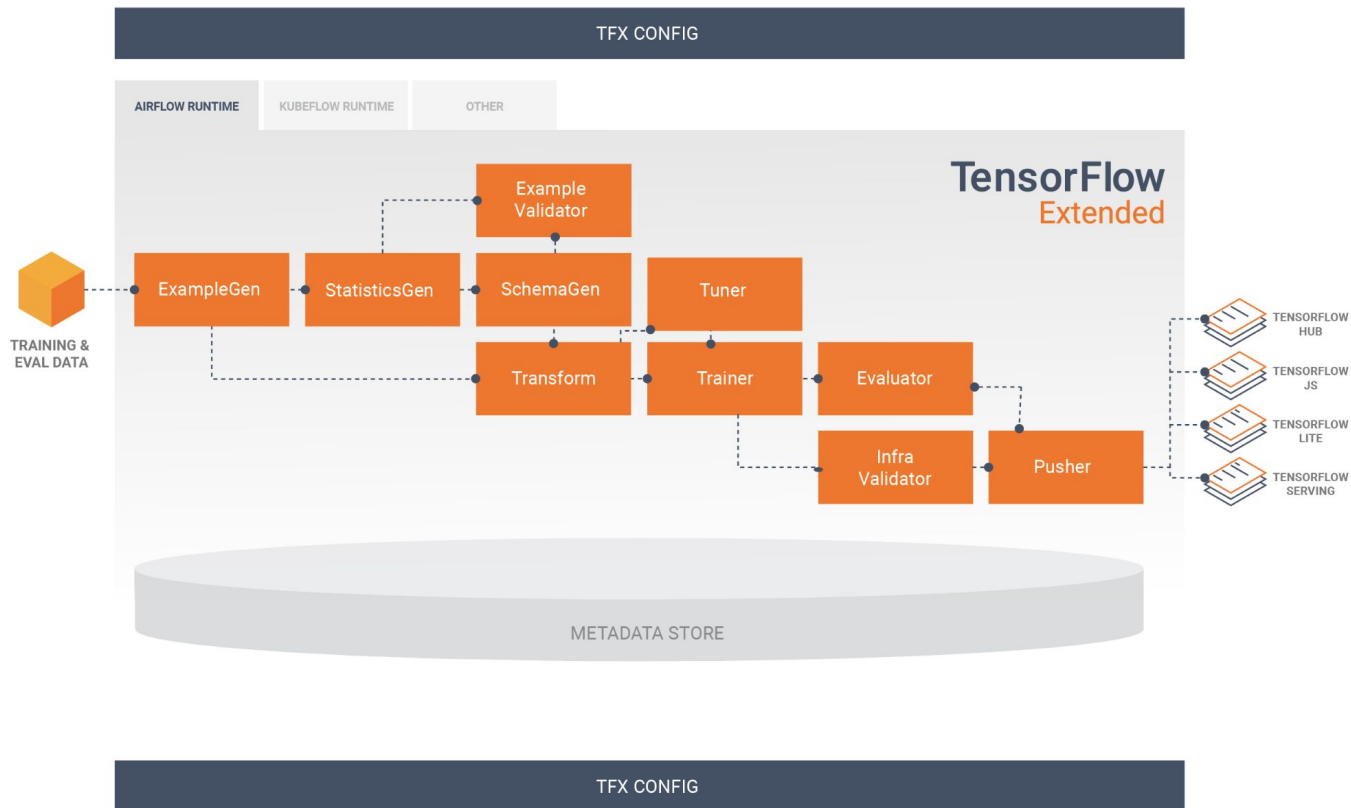 TFX CONFIG
AIRFLOW RUNTIME
KUBEFLOW RUNTIME
OTHER
TensorFlow
Extended
Example
Validator
ExampleGen
StatisticsGen
SchemaGen
Tuner
TRAINING &
EVAL DATA
Transform
Trainer
Evaluator
Infra
Validator
Pusher
TENSORFLOW
HUB
TENSORFLOW
JS
TENSORFLOW
LITE
TENSORFLOW
SERVING
METADATA STORE
TFX CONFIG